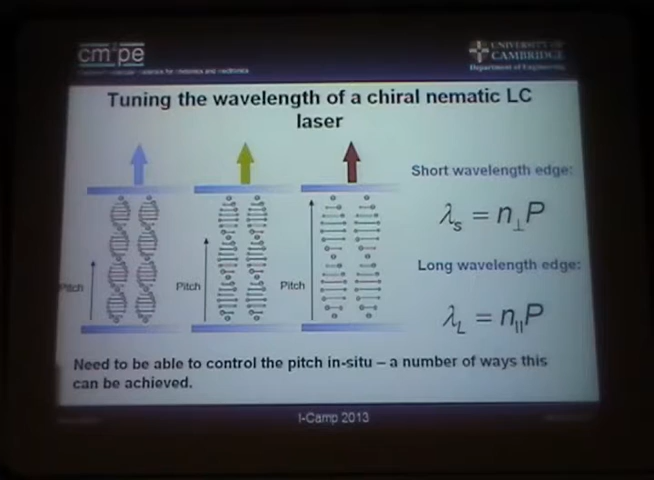 cm pe
UNIVERSITY OF
CAMBRIDGE
Department of Engineering
Tuning the wavelength of a chiral nematic LC
laser
Short wavelength edge:
λs = n⊥P
Long wavelength edge:
λL = n||P
Pitch
Pitch
Pitch
Need to be able to control the pitch in-situ – a number of ways this
can be achieved.
I-Camp 2013